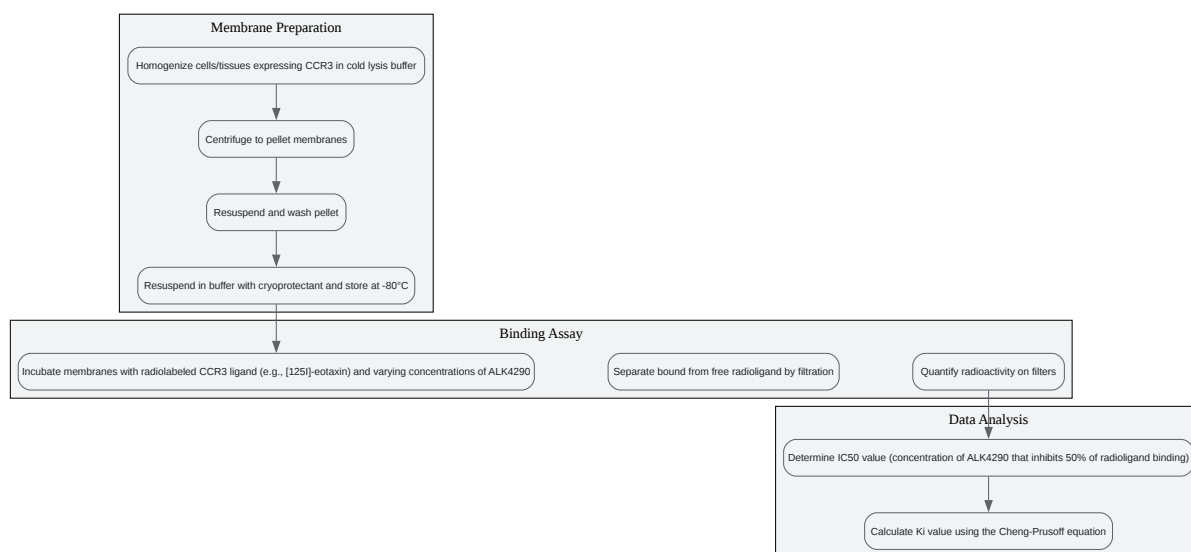 Membrane Preparation
Homogenize cells/tissues expressing CCR3 in cold lysis buffer
Centrifuge to pellet membranes
Resuspend and wash pellet
Resuspend in buffer with cryoprotectant and store at -80°C
Binding Assay
Incubate membranes with radiolabeled CCR3 ligand (e.g., [125I]-eotaxin) and varying concentrations of ALK4290
Separate bound from free radioligand by filtration
Quantify radioactivity on filters
Data Analysis
Determine IC50 value (concentration of ALK4290 that inhibits 50% of radioligand binding)
Calculate Ki value using the Cheng-Prusoff equation